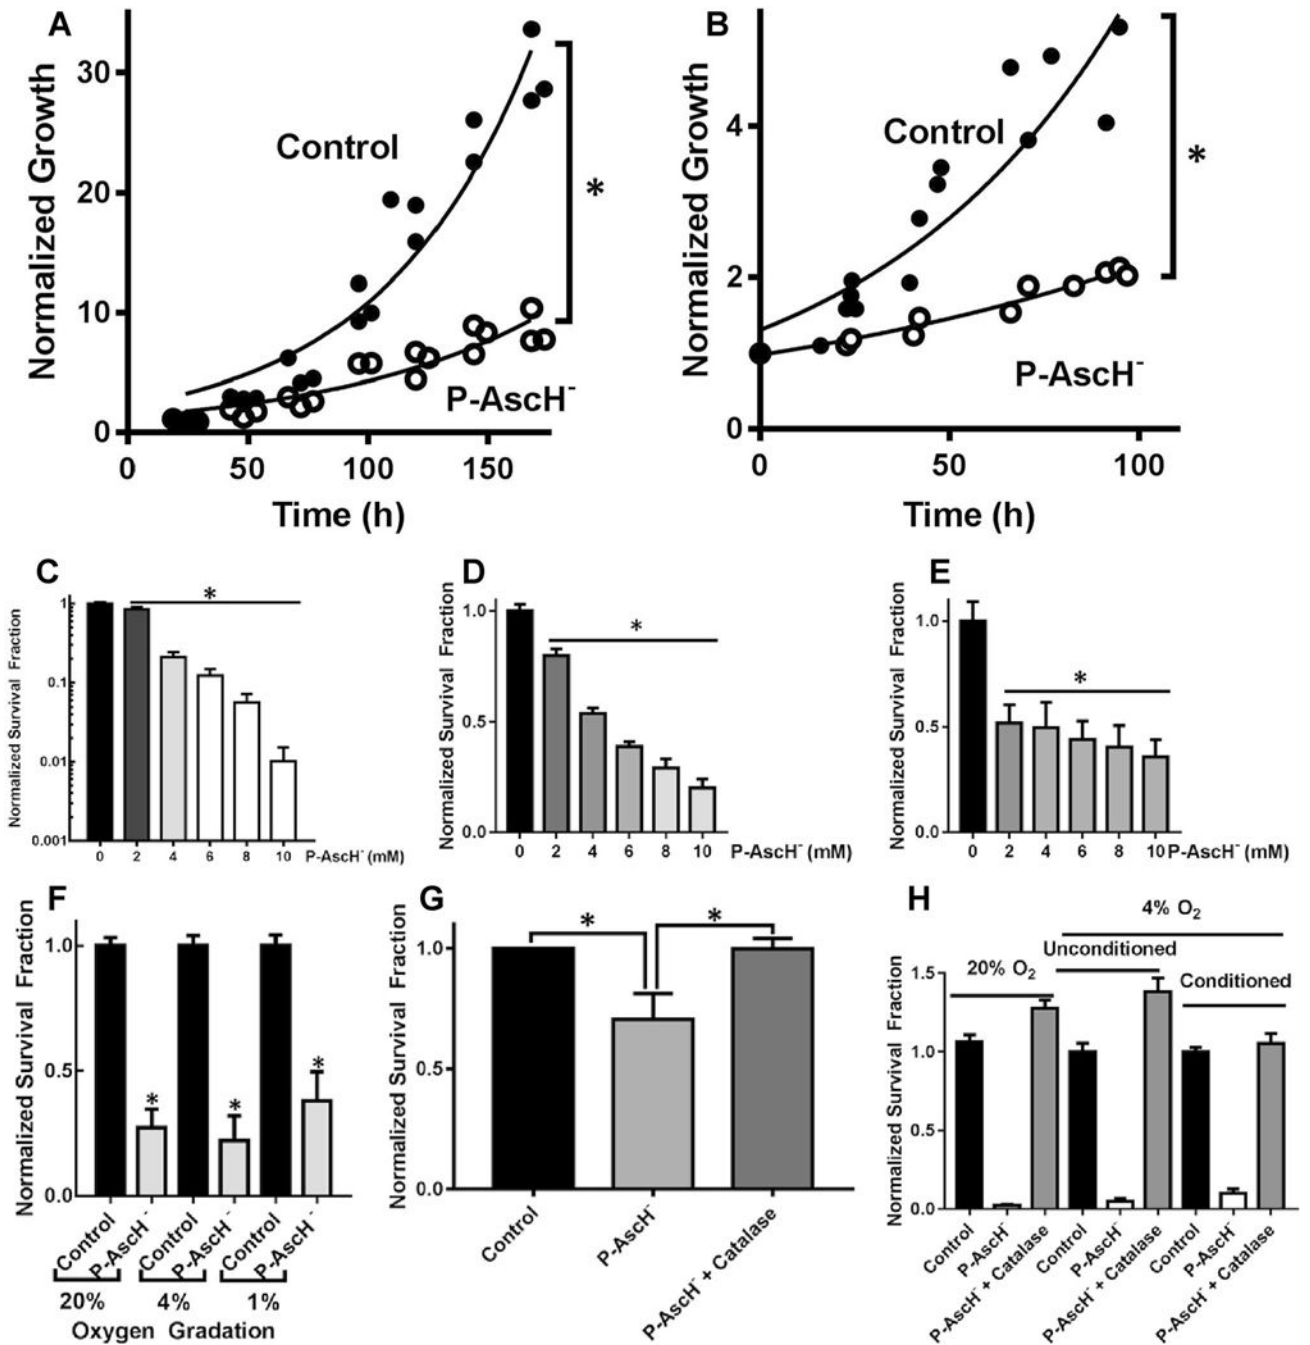 A
Normalized Growth
30
20
10
0
0 50 100 150
Time (h)
Control
P-AscH⁻
*
B
Normalized Growth
4
2
0
0 50 100
Time (h)
Control
P-AscH⁻
*
C
Normalized Survival Fraction
1
0.1
0.01
0.001
*
0 2 4 6 8 10 P-AscH⁻ (mM)
D
Normalized Survival Fraction
1.0
0.5
0.0
*
0 2 4 6 8 10 P-AscH⁻ (mM)
E
Normalized Survival Fraction
1.0
0.5
0.0
*
0 2 4 6 8 10 P-AscH⁻ (mM)
F
Normalized Survival Fraction
1.0
0.5
0.0
* * *
Control P-AscH⁻ Control P-AscH⁻ Control P-AscH⁻
20% 4% 1%
Oxygen Gradation
G
Normalized Survival Fraction
1.0
0.5
0.0
* *
Control
P-AscH⁻
P-AscH⁻ + Catalase
H
4% O₂
Unconditioned
20% O₂
Conditioned
Normalized Survival Fraction
1.5
1.0
0.5
0.0
Control P-AscH⁻ P-AscH⁻ + Catalase Control P-AscH⁻ P-AscH⁻ + Catalase Control P-AscH⁻ P-AscH⁻ + Catalase